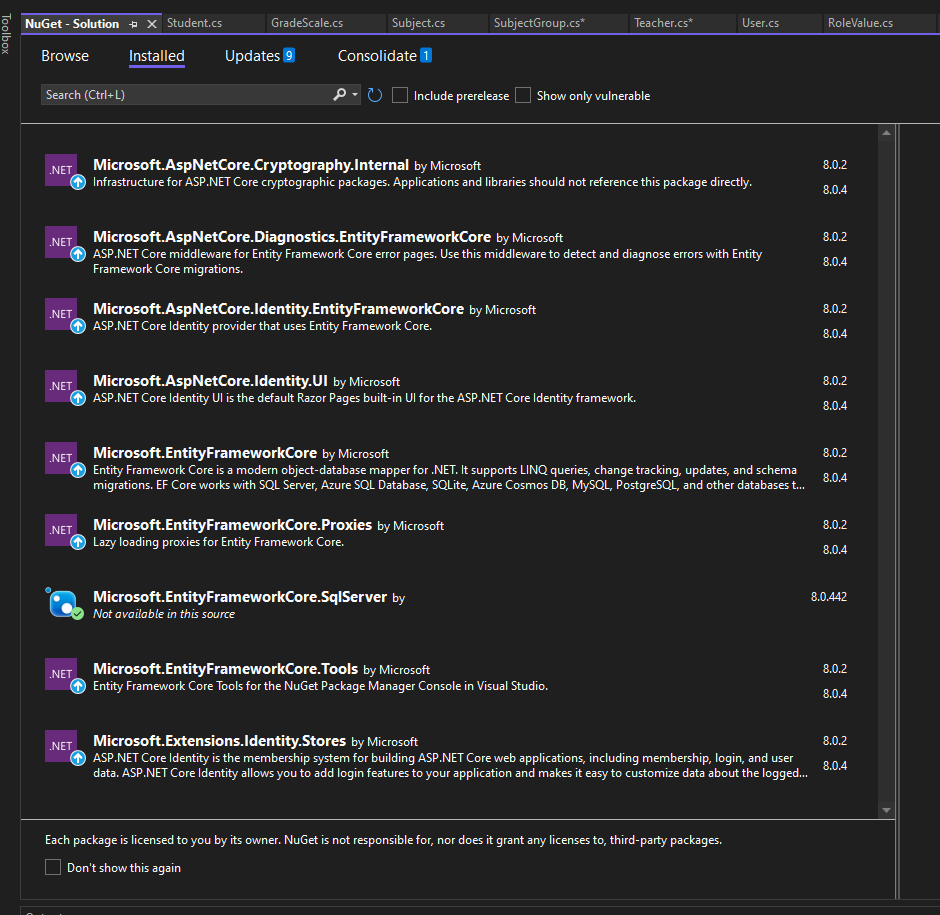 Toolbox
NuGet - Solution
Student.cs
GradeScale.cs
Subject.cs
SubjectGroup.cs*
Teacher.cs*
User.cs
RoleValue.cs
Browse
Installed
Updates 9
Consolidate 1
Search (Ctrl+L)
Include prerelease
Show only vulnerable
.NET
Microsoft.AspNetCore.Cryptography.Internal by Microsoft
8.0.2
Infrastructure for ASP.NET Core cryptographic packages. Applications and libraries should not reference this package directly.
8.0.4
.NET
Microsoft.AspNetCore.Diagnostics.EntityFrameworkCore by Microsoft
8.0.2
ASP.NET Core middleware for Entity Framework Core error pages. Use this middleware to detect and diagnose errors with Entity
Framework Core migrations.
8.0.4
.NET
Microsoft.AspNetCore.Identity.EntityFrameworkCore by Microsoft
8.0.2
ASP.NET Core Identity provider that uses Entity Framework Core.
8.0.4
.NET
Microsoft.AspNetCore.Identity.UI by Microsoft
8.0.2
ASP.NET Core Identity UI is the default Razor Pages built-in UI for the ASP.NET Core Identity framework.
8.0.4
.NET
Microsoft.EntityFrameworkCore by Microsoft
8.0.2
Entity Framework Core is a modern object-database mapper for .NET. It supports LINQ queries, change tracking, updates, and schema
migrations. EF Core works with SQL Server, Azure SQL Database, SQLite, Azure Cosmos DB, MySQL, PostgreSQL, and other databases t...
8.0.4
.NET
Microsoft.EntityFrameworkCore.Proxies by Microsoft
8.0.2
Lazy loading proxies for Entity Framework Core.
8.0.4
Microsoft.EntityFrameworkCore.SqlServer by
8.0.442
Not available in this source
.NET
Microsoft.EntityFrameworkCore.Tools by Microsoft
8.0.2
Entity Framework Core Tools for the NuGet Package Manager Console in Visual Studio.
8.0.4
.NET
Microsoft.Extensions.Identity.Stores by Microsoft
8.0.2
ASP.NET Core Identity is the membership system for building ASP.NET Core web applications, including membership, login, and user
data. ASP.NET Core Identity allows you to add login features to your application and makes it easy to customize data about the logged...
8.0.4
Each package is licensed to you by its owner. NuGet is not responsible for, nor does it grant any licenses to, third-party packages.
Don't show this again